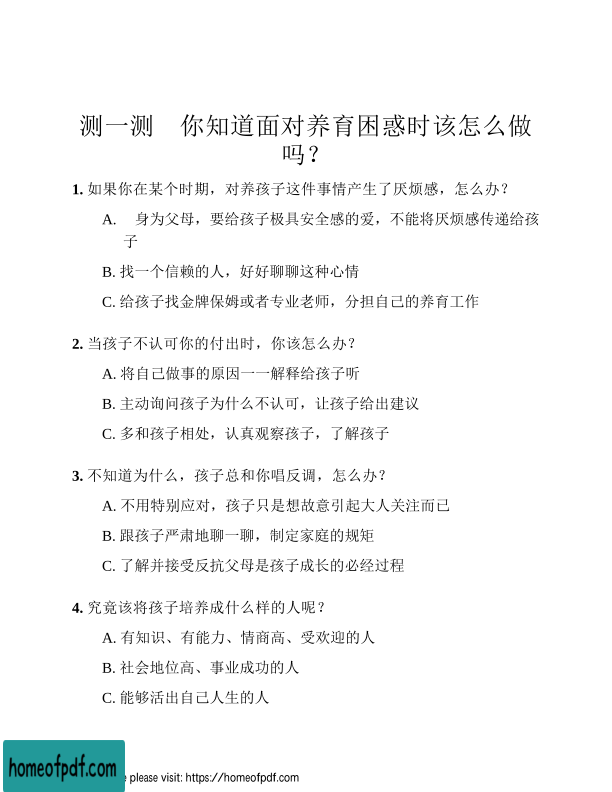 测一测　你知道面对养育困惑时该怎么做
吗？
1. 如果你在某个时期，对养孩子这件事情产生了厌烦感，怎么办？
A.　身为父母，要给孩子极具安全感的爱，不能将厌烦感传递给孩
子
B. 找一个信赖的人，好好聊聊这种心情
C. 给孩子找金牌保姆或者专业老师，分担自己的养育工作
2. 当孩子不认可你的付出时，你该怎么办？
A. 将自己做事的原因一一解释给孩子听
B. 主动询问孩子为什么不认可，让孩子给出建议
C. 多和孩子相处，认真观察孩子，了解孩子
3. 不知道为什么，孩子总和你唱反调，怎么办？
A. 不用特别应对，孩子只是想故意引起大人关注而已
B. 跟孩子严肃地聊一聊，制定家庭的规矩
C. 了解并接受反抗父母是孩子成长的必经过程
4. 究竟该将孩子培养成什么样的人呢？
A. 有知识、有能力、情商高、受欢迎的人
B. 社会地位高、事业成功的人
C. 能够活出自己人生的人
homeofpdf.com
please visit: https://homeofpdf.com